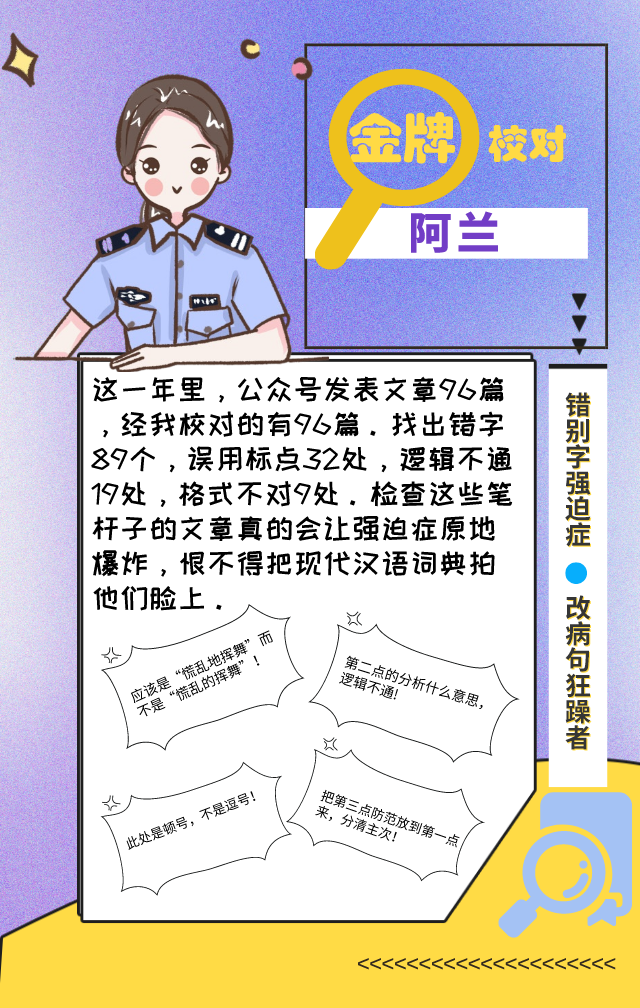 金牌 校对
阿兰
这一年里，公众号发表文章96篇
，经我校对的有96篇．找出错字
89个，误用标点32处，逻辑不通
19处，格式不对9处．检查这些笔
杆子的文章真的会让强迫症原地
爆炸，恨不得把现代汉语词典拍
他们脸上．
错别字强迫症
改病句狂躁者
应该是“慌乱地挥舞”而
不是“慌乱的挥舞”！
第二点的分析什么意思，
逻辑不通!
此处是顿号，不是逗号!
把第三点防范放到第一点
来，分清主次!
<<<<<<<<<<<<<<<<<<<<<